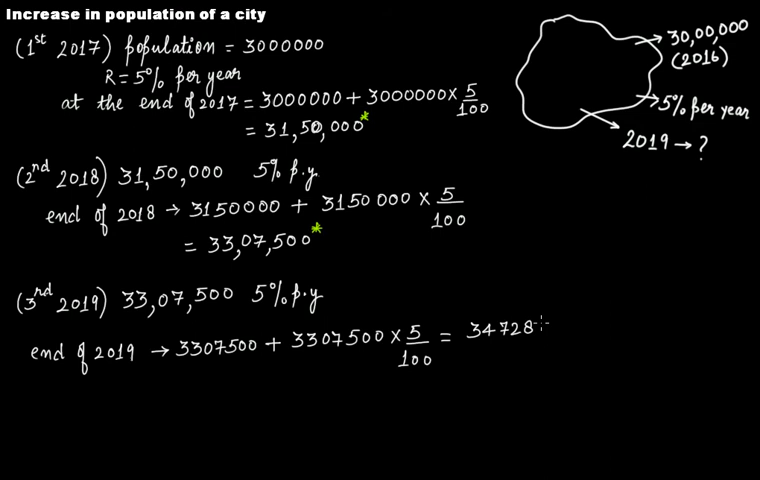 Increase in population of a city
(1st 2017) population = 3000000
R = 5% per year
at the end of 2017 = 3000000 + 3000000 × 5/100
= 31,50,000*
(2nd 2018) 31,50,000 5% p.y
end of 2018 → 3150000 + 3150000 × 5/100
= 33,07,500*
(3rd 2019) 33,07,500 5% p.y
end of 2019 → 3307500 + 3307500 × 5/100 = 34728
30,00,000
(2016)
5% per year
2019 → ?